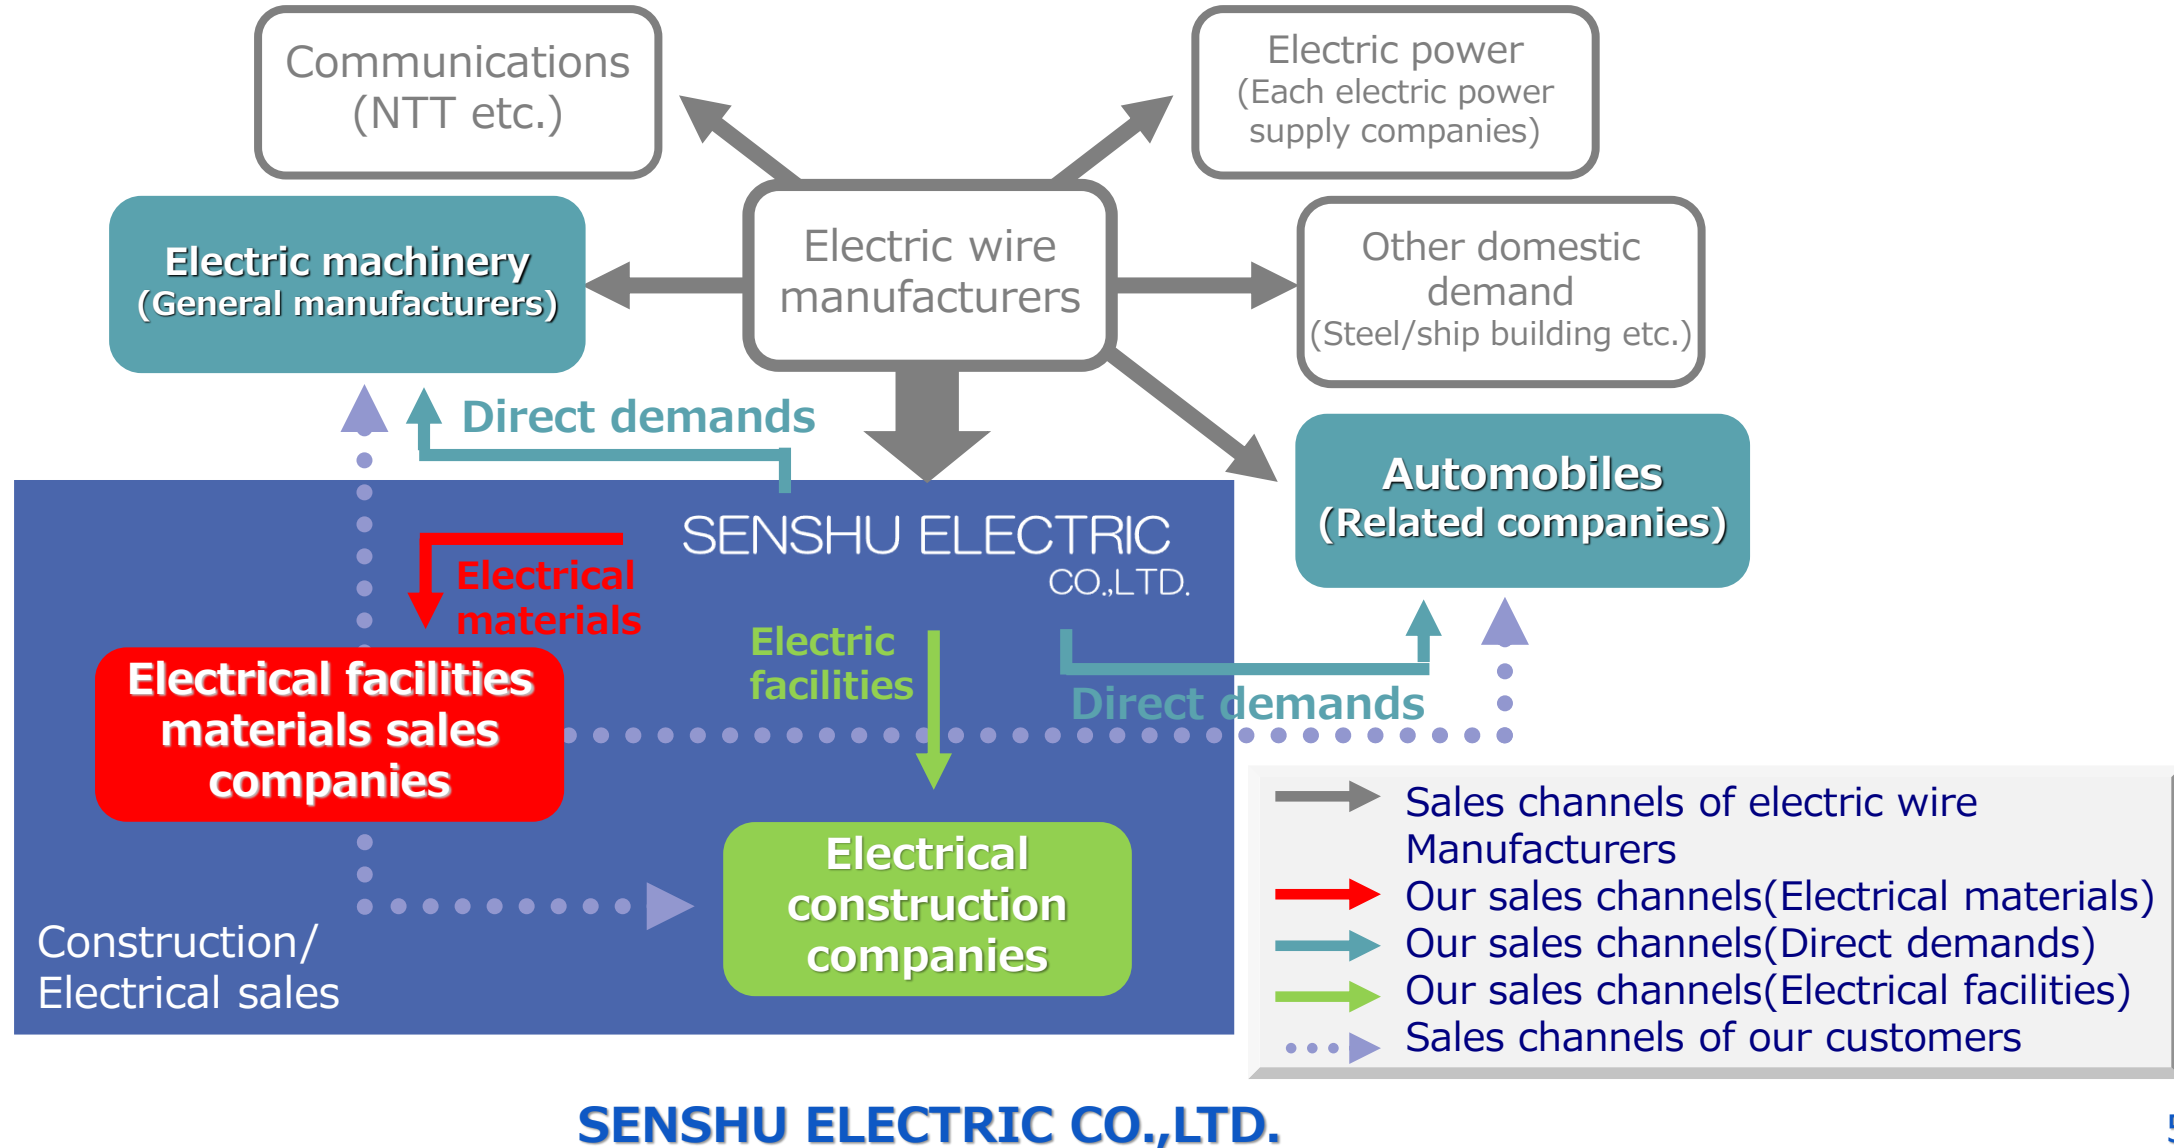 Communications
(NTT etc.)
Electric power
(Each electric power
supply companies)
Electric machinery
(General manufacturers)
Electric wire
manufacturers
Other domestic
demand
(Steel/ship building etc.)
Direct demands
Automobiles
(Related companies)
SENSHU ELECTRIC
CO.,LTD.
Electrical
materials
Electric
facilities
Direct demands
Electrical facilities
materials sales
companies
Electrical
construction
companies
Construction/
Electrical sales
Sales channels of electric wire
Manufacturers
Our sales channels(Electrical materials)
Our sales channels(Direct demands)
Our sales channels(Electrical facilities)
Sales channels of our customers
SENSHU ELECTRIC CO.,LTD.